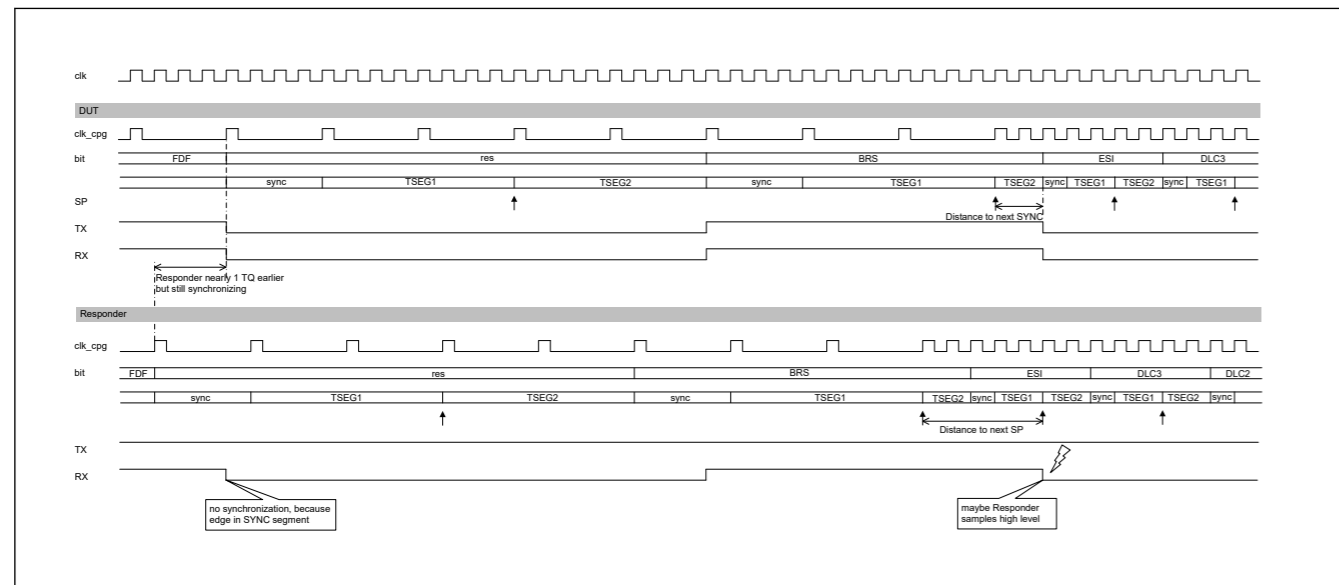 clk
DUT
clk_cpg
bit FDF res BRS ESI DLC3
sync TSEG1 TSEG2 sync TSEG1 TSEG2 sync TSEG1 TSEG2 sync TSEG1
SP
Distance to next SYNC
TX
RX
Responder nearly 1 TQ earlier
but still synchronizing
Responder
clk_cpg
bit FDF res BRS ESI DLC3 DLC2
sync TSEG1 TSEG2 sync TSEG1 TSEG2 sync TSEG1 TSEG2 sync TSEG1 TSEG2 sync
Distance to next SP
TX
RX
no synchronization, because
edge in SYNC segment
maybe Responder
samples high level